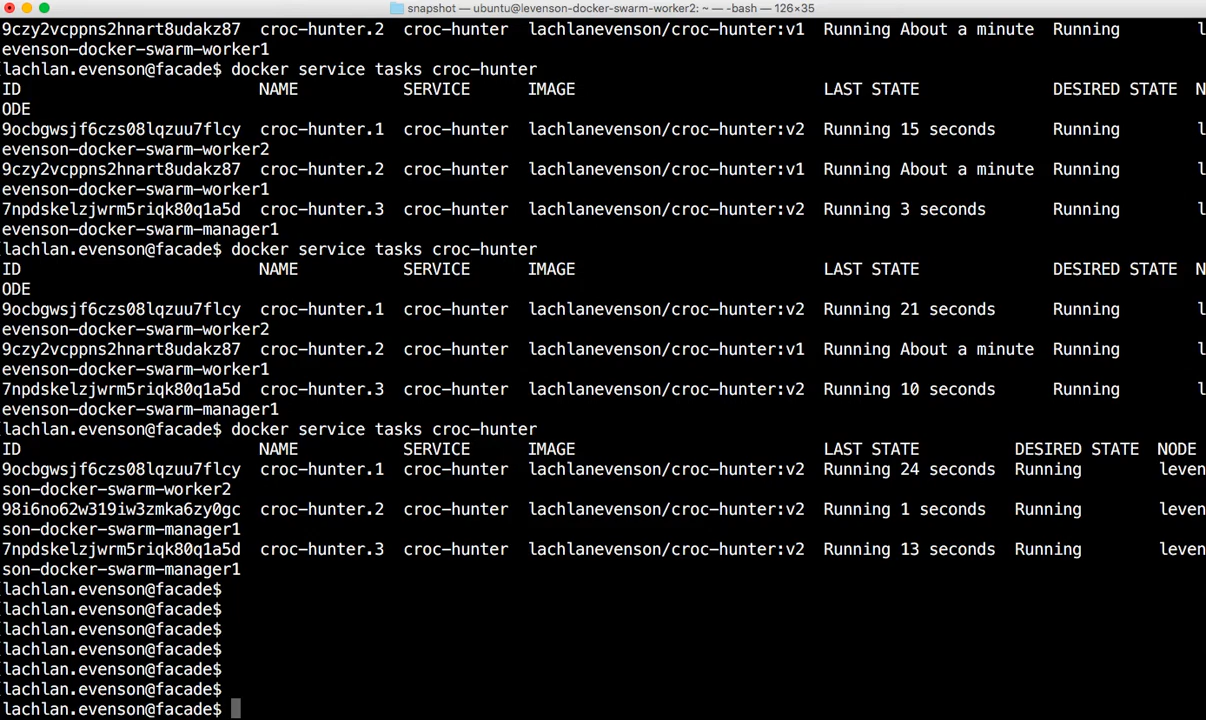 snapshot — ubuntu@levenson-docker-swarm-worker2: ~ — -bash — 126×35
9czy2vcppns2hnart8udakz87  croc-hunter.2  croc-hunter  lachlanevenson/croc-hunter:v1  Running About a minute  Running        l
evenson-docker-swarm-worker1
[lachlan.evenson@facade$ docker service tasks croc-hunter
ID                         NAME           SERVICE      IMAGE                          LAST STATE              DESIRED STATE  N
ODE
9ocbgwsjf6czs08lqzuu7flcy  croc-hunter.1  croc-hunter  lachlanevenson/croc-hunter:v2  Running 15 seconds      Running        l
evenson-docker-swarm-worker2
9czy2vcppns2hnart8udakz87  croc-hunter.2  croc-hunter  lachlanevenson/croc-hunter:v1  Running About a minute  Running        l
evenson-docker-swarm-worker1
7npdskelzjwrm5riqk80q1a5d  croc-hunter.3  croc-hunter  lachlanevenson/croc-hunter:v2  Running 3 seconds       Running        l
evenson-docker-swarm-manager1
[lachlan.evenson@facade$ docker service tasks croc-hunter
ID                         NAME           SERVICE      IMAGE                          LAST STATE              DESIRED STATE  N
ODE
9ocbgwsjf6czs08lqzuu7flcy  croc-hunter.1  croc-hunter  lachlanevenson/croc-hunter:v2  Running 21 seconds      Running        l
evenson-docker-swarm-worker2
9czy2vcppns2hnart8udakz87  croc-hunter.2  croc-hunter  lachlanevenson/croc-hunter:v1  Running About a minute  Running        l
evenson-docker-swarm-worker1
7npdskelzjwrm5riqk80q1a5d  croc-hunter.3  croc-hunter  lachlanevenson/croc-hunter:v2  Running 10 seconds      Running        l
evenson-docker-swarm-manager1
[lachlan.evenson@facade$ docker service tasks croc-hunter
ID                         NAME           SERVICE      IMAGE                          LAST STATE          DESIRED STATE  NODE
9ocbgwsjf6czs08lqzuu7flcy  croc-hunter.1  croc-hunter  lachlanevenson/croc-hunter:v2  Running 24 seconds  Running        leven
son-docker-swarm-worker2
98i6no62w319iw3zmka6zy0gc  croc-hunter.2  croc-hunter  lachlanevenson/croc-hunter:v2  Running 1 seconds   Running        leven
son-docker-swarm-manager1
7npdskelzjwrm5riqk80q1a5d  croc-hunter.3  croc-hunter  lachlanevenson/croc-hunter:v2  Running 13 seconds  Running        leven
son-docker-swarm-manager1
[lachlan.evenson@facade$
[lachlan.evenson@facade$
[lachlan.evenson@facade$
[lachlan.evenson@facade$
[lachlan.evenson@facade$
[lachlan.evenson@facade$
lachlan.evenson@facade$